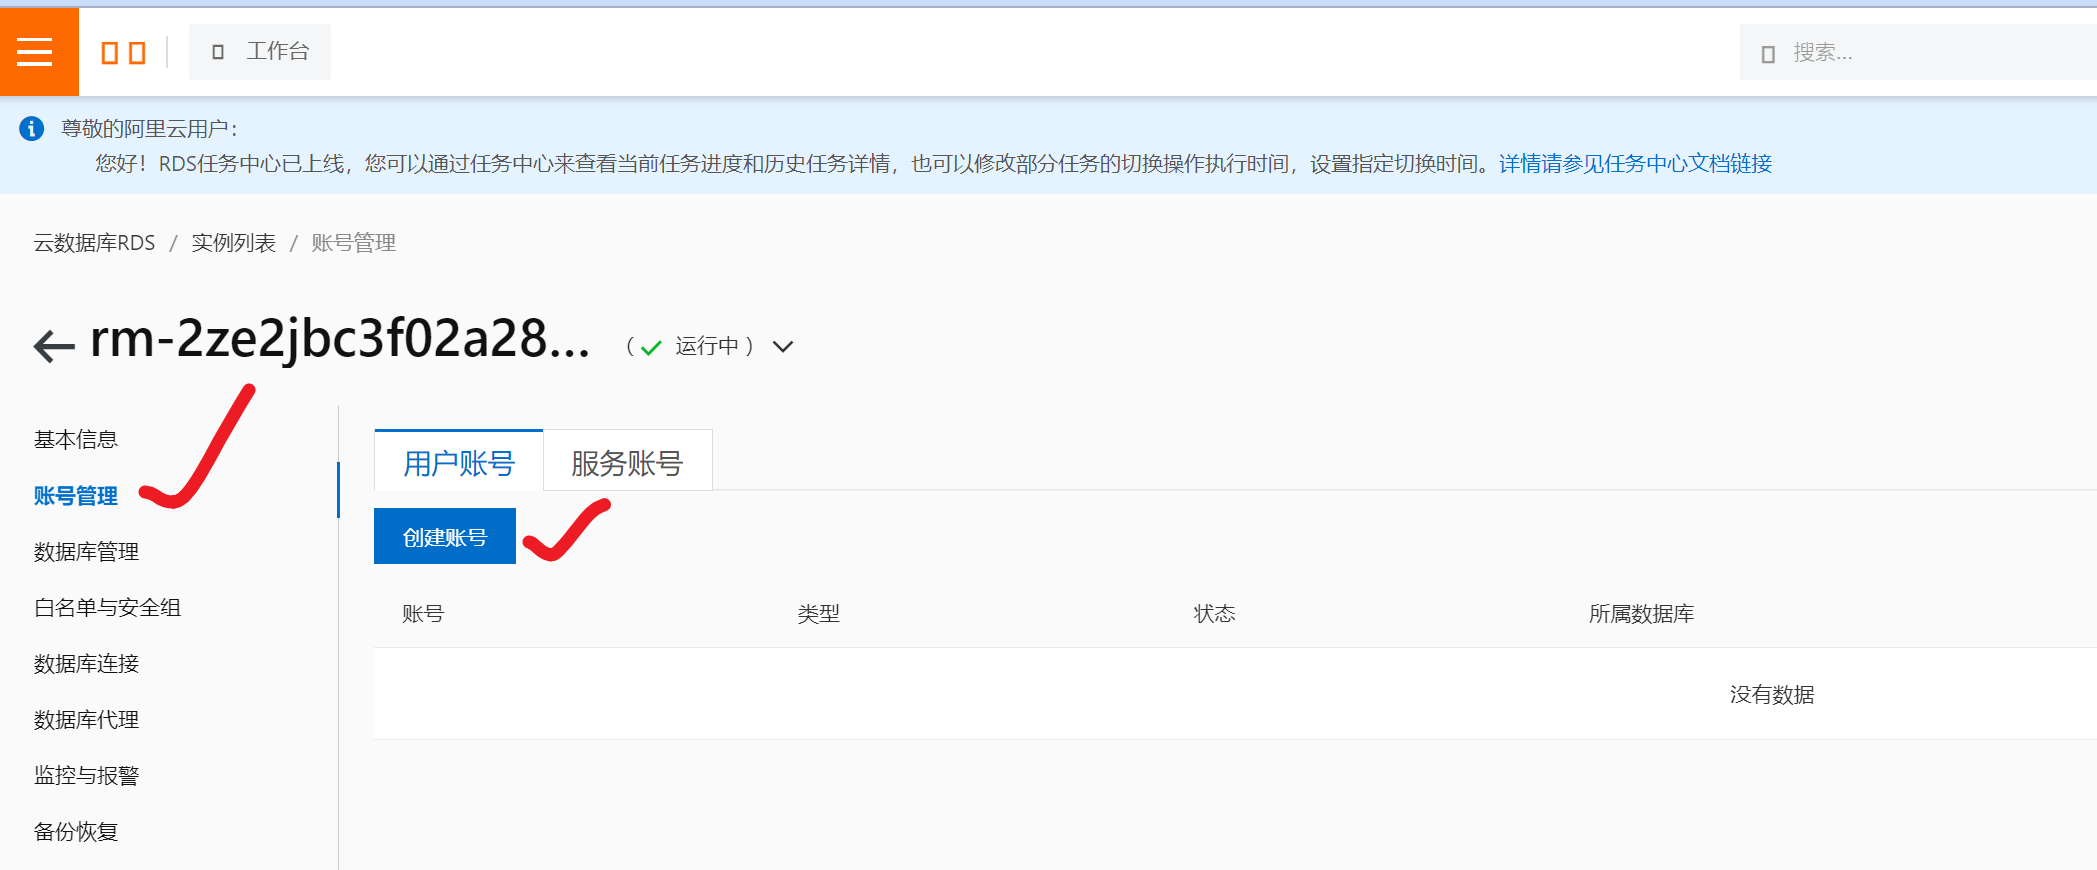 工作台
搜索...
尊敬的阿里云用户：
您好！RDS任务中心已上线，您可以通过任务中心来查看当前任务进度和历史任务详情，也可以修改部分任务的切换操作执行时间，设置指定切换时间。详情请参见任务中心文档链接
云数据库RDS / 实例列表 / 账号管理
rm-2ze2jbc3f02a28... （ 运行中 ）
基本信息
账号管理
数据库管理
白名单与安全组
数据库连接
数据库代理
监控与报警
备份恢复
用户账号 服务账号
创建账号
账号 类型 状态 所属数据库
没有数据